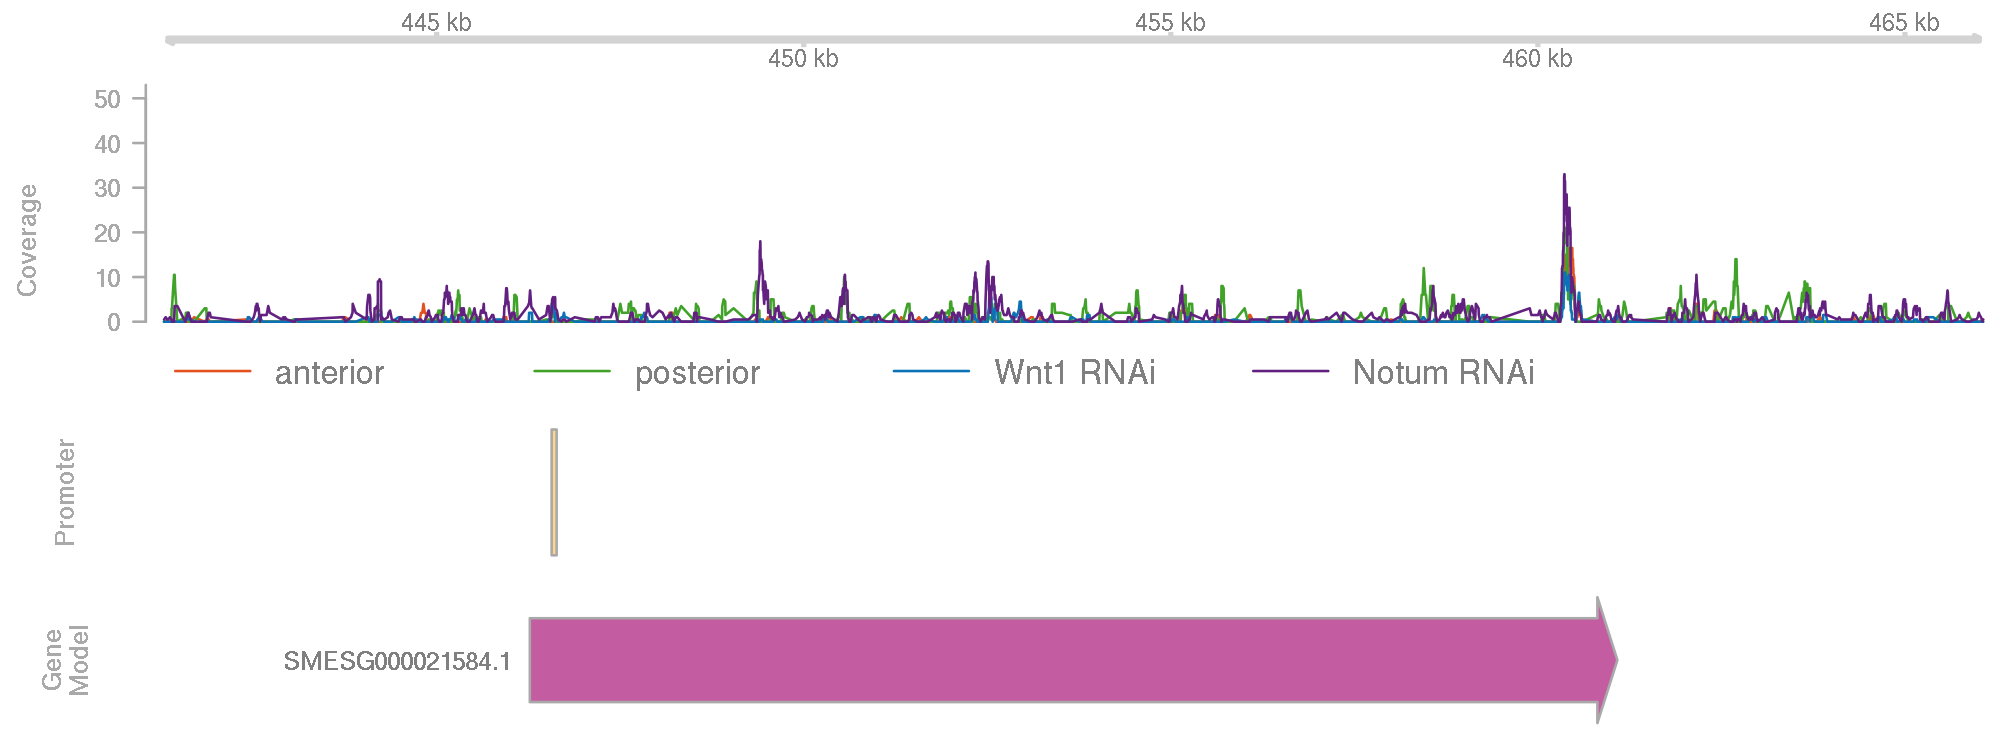 445 kb 455 kb 465 kb
450 kb 460 kb
Coverage
50
40
30
20
10
0
anterior posterior Wnt1 RNAi Notum RNAi
Promoter
Gene
Model
SMESG000021584.1